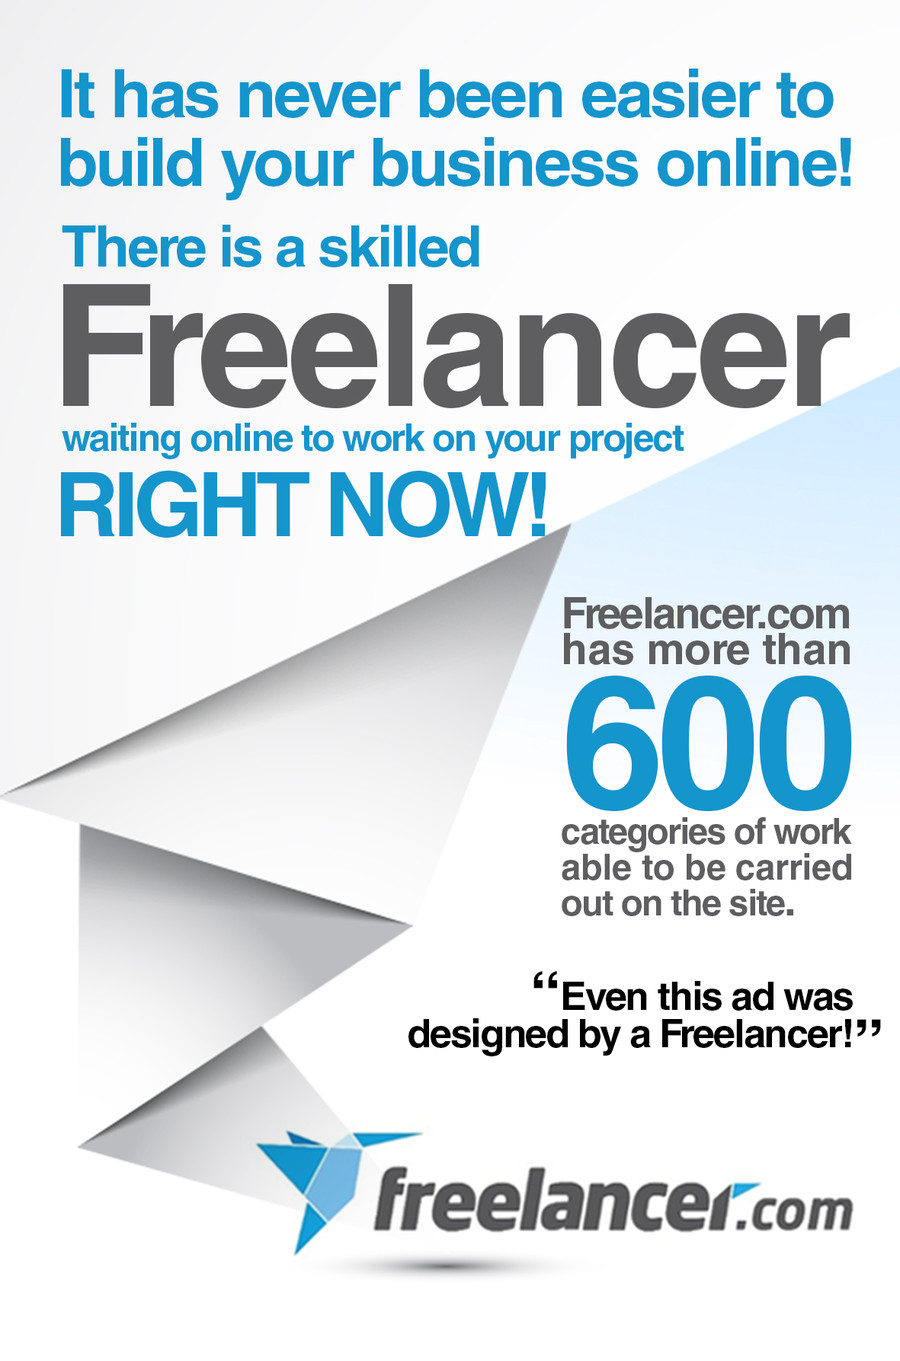 It has never been easier to
build your business online!
There is a skilled
Freelancer
waiting online to work on your project
RIGHT NOW!
Freelancer.com
has more than
600
categories of work
able to be carried
out on the site.
“Even this ad was
designed by a Freelancer!”
freelancer.com